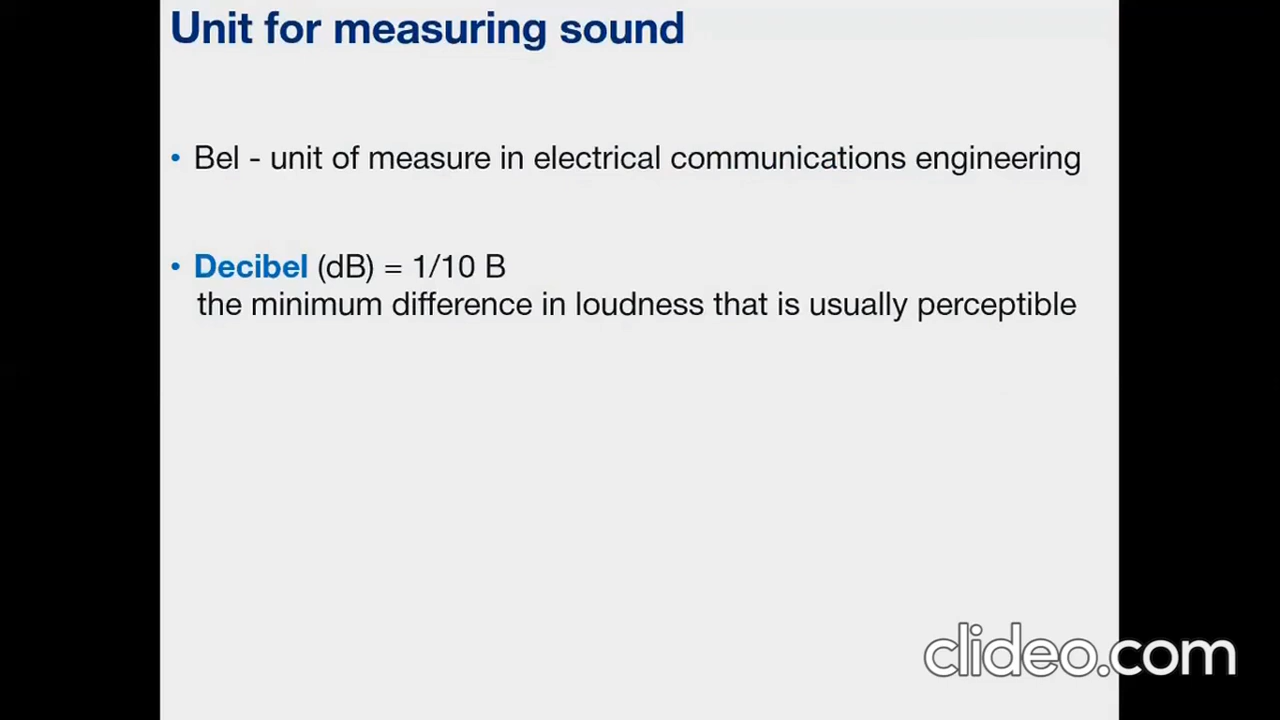 Unit for measuring sound
• Bel - unit of measure in electrical communications engineering
• Decibel (dB) = 1/10 B
the minimum difference in loudness that is usually perceptible
clideo.com